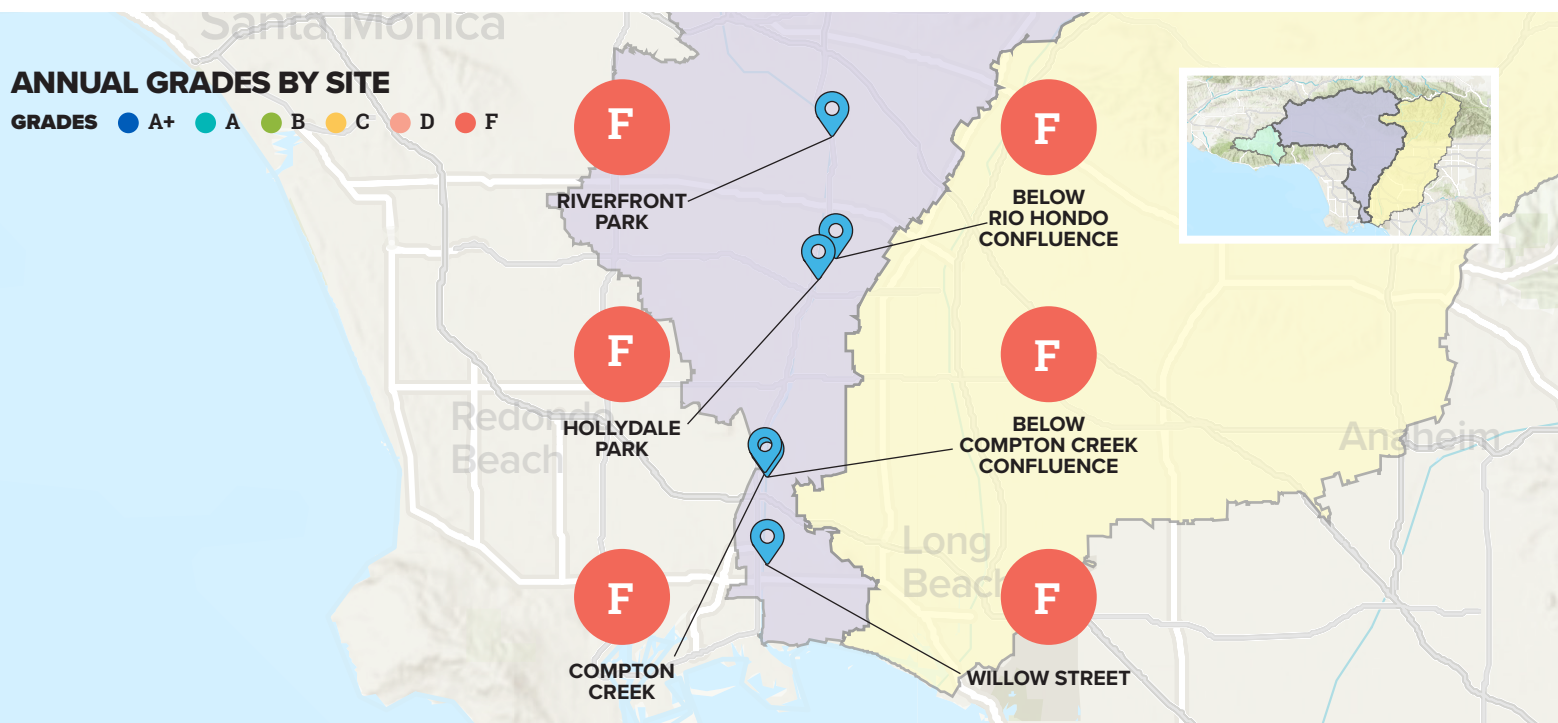 Santa Monica
ANNUAL GRADES BY SITE
GRADES A+ A B C D F
F
RIVERFRONT
PARK
F
BELOW
RIO HONDO
CONFLUENCE
F
HOLLYDALE
PARK
F
BELOW
COMPTON CREEK
CONFLUENCE
Redondo
Beach
Anaheim
Long
Beach
F
COMPTON
CREEK
F
WILLOW STREET